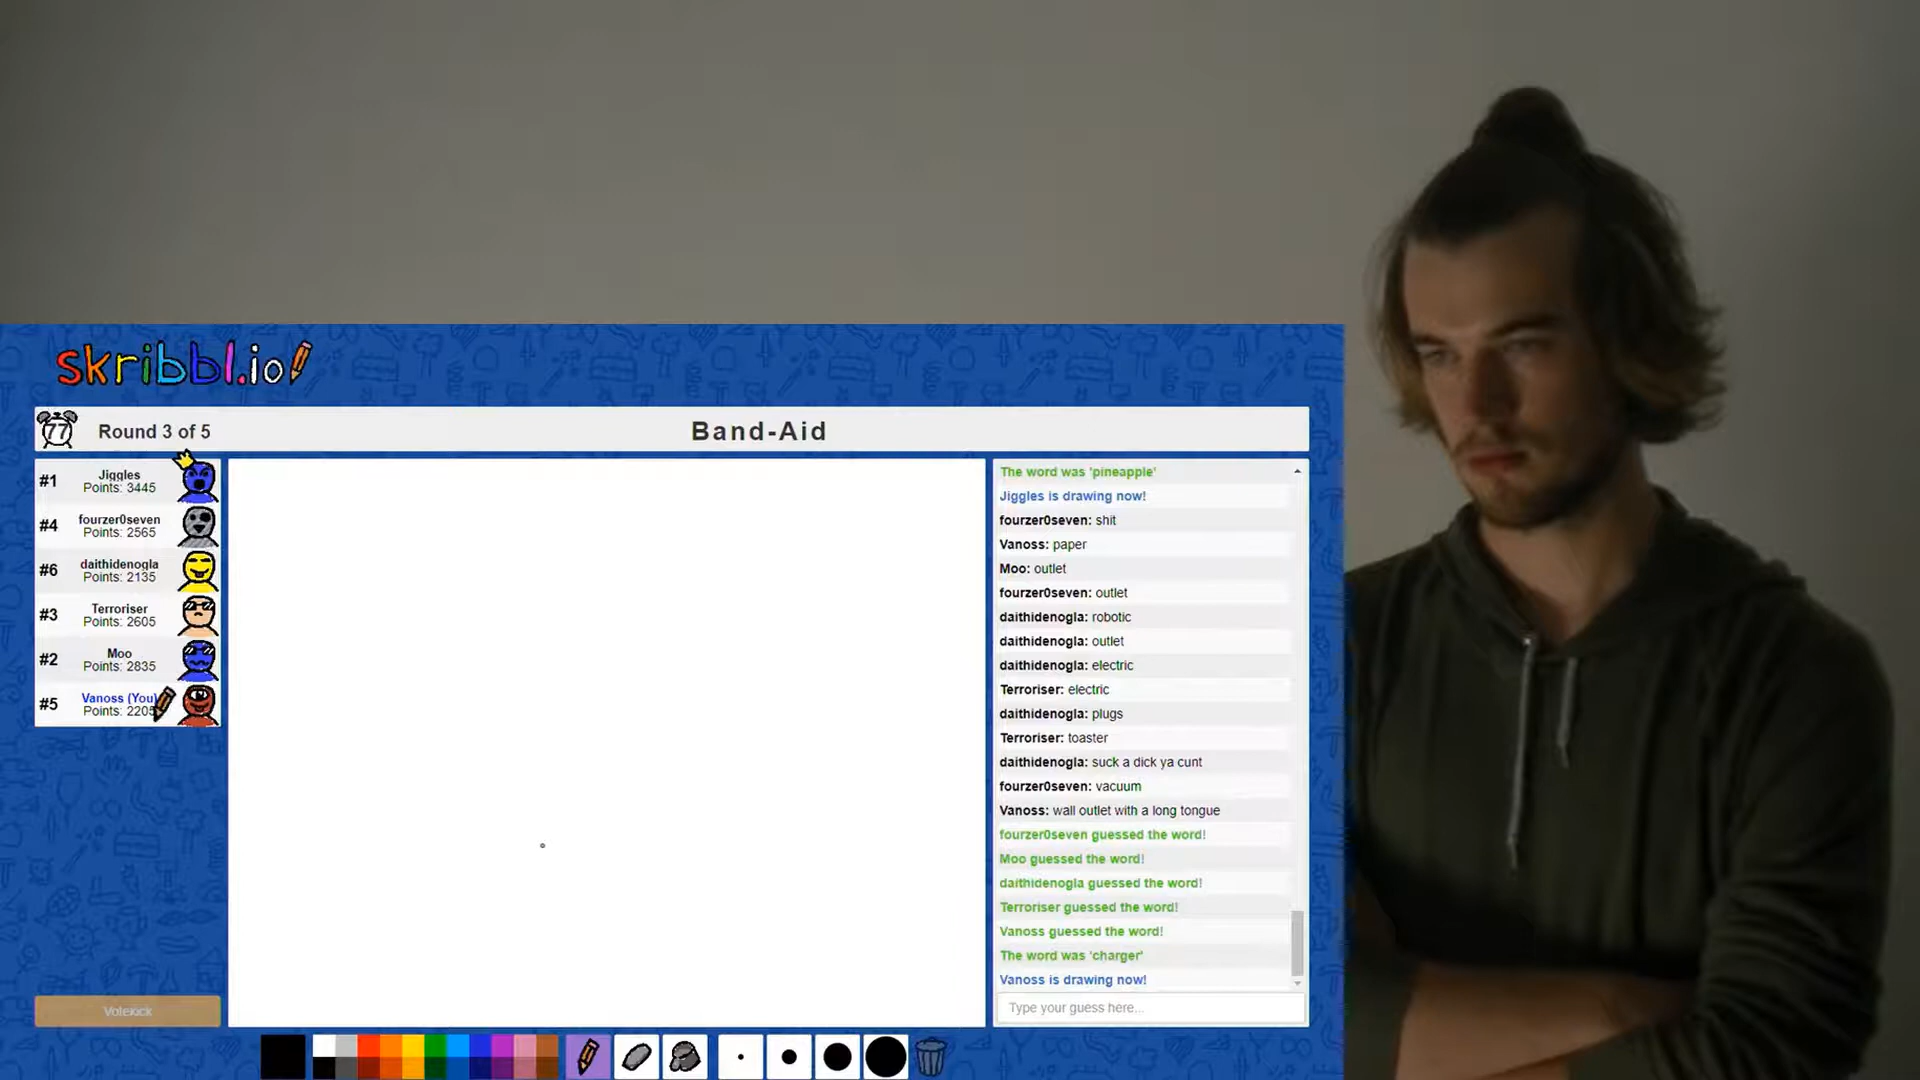 skribbl.io
77
Round 3 of 5
Band-Aid
#1
Jiggles
Points: 3445
#4
fourzer0seven
Points: 2565
#6
daithidenogla
Points: 2135
#3
Terroriser
Points: 2605
#2
Moo
Points: 2835
#5
Vanoss (You)
Points: 2205
Votekick
The word was 'pineapple'
Jiggles is drawing now!
fourzer0seven: shit
Vanoss: paper
Moo: outlet
fourzer0seven: outlet
daithidenogla: robotic
daithidenogla: outlet
daithidenogla: electric
Terroriser: electric
daithidenogla: plugs
Terroriser: toaster
daithidenogla: suck a dick ya cunt
fourzer0seven: vacuum
Vanoss: wall outlet with a long tongue
fourzer0seven guessed the word!
Moo guessed the word!
daithidenogla guessed the word!
Terroriser guessed the word!
Vanoss guessed the word!
The word was 'charger'
Vanoss is drawing now!
Type your guess here...